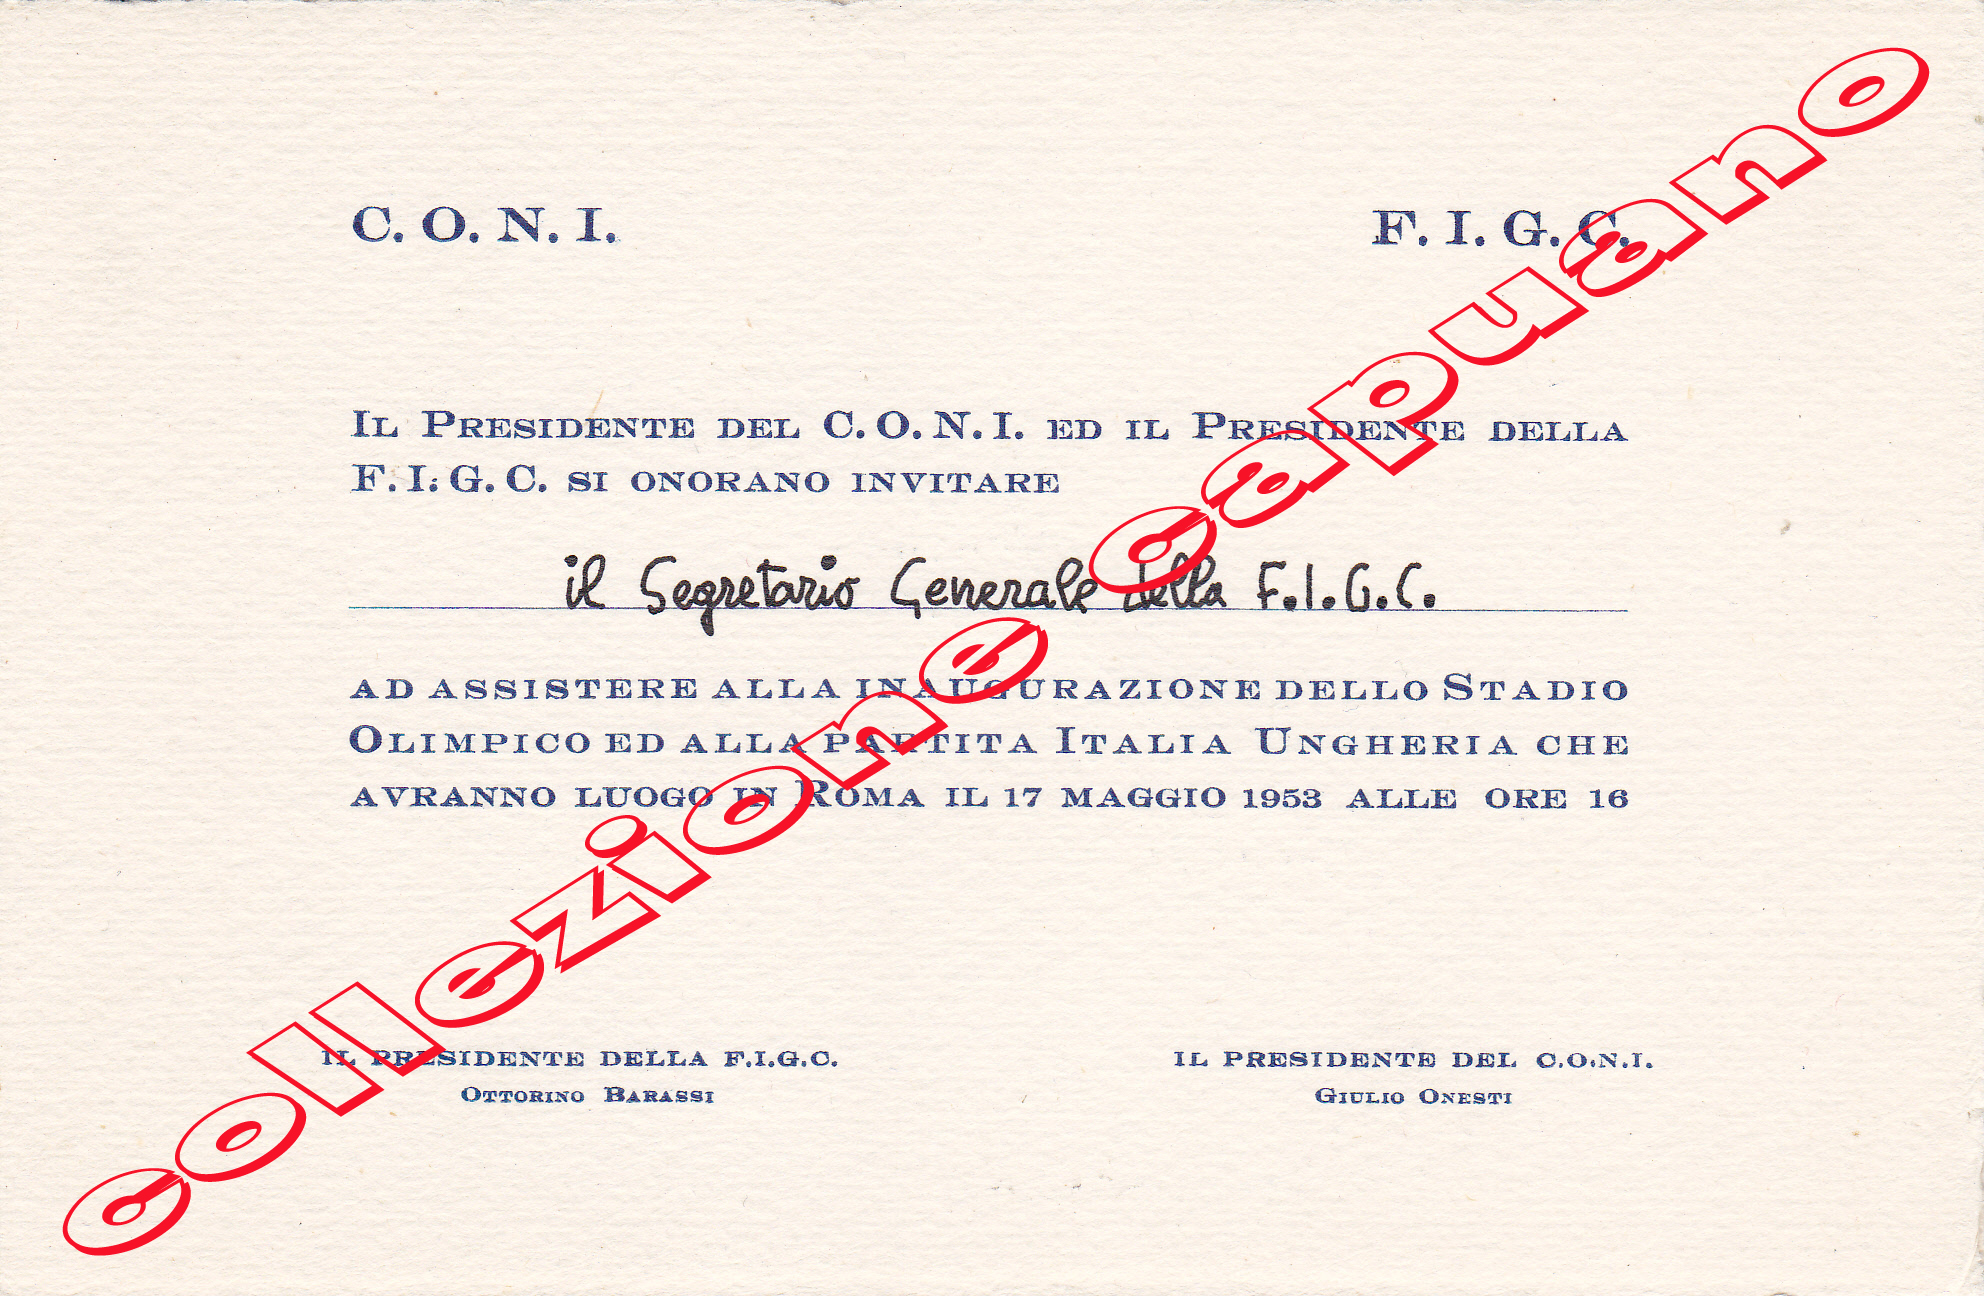 C. O. N. I. F. I. G. C.
IL PRESIDENTE DEL C. O. N. I. ED IL PRESIDENTE DELLA
F. I. G. C. SI ONORANO INVITARE
il Segretario Generale della F.I.G.C.
AD ASSISTERE ALLA INAUGURAZIONE DELLO STADIO
OLIMPICO ED ALLA PARTITA ITALIA UNGHERIA CHE
AVRANNO LUOGO IN ROMA IL 17 MAGGIO 1953 ALLE ORE 16
IL PRESIDENTE DELLA F.I.G.C. IL PRESIDENTE DEL C.O.N.I.
OTTORINO BARASSI GIULIO ONESTI
collezione capuano